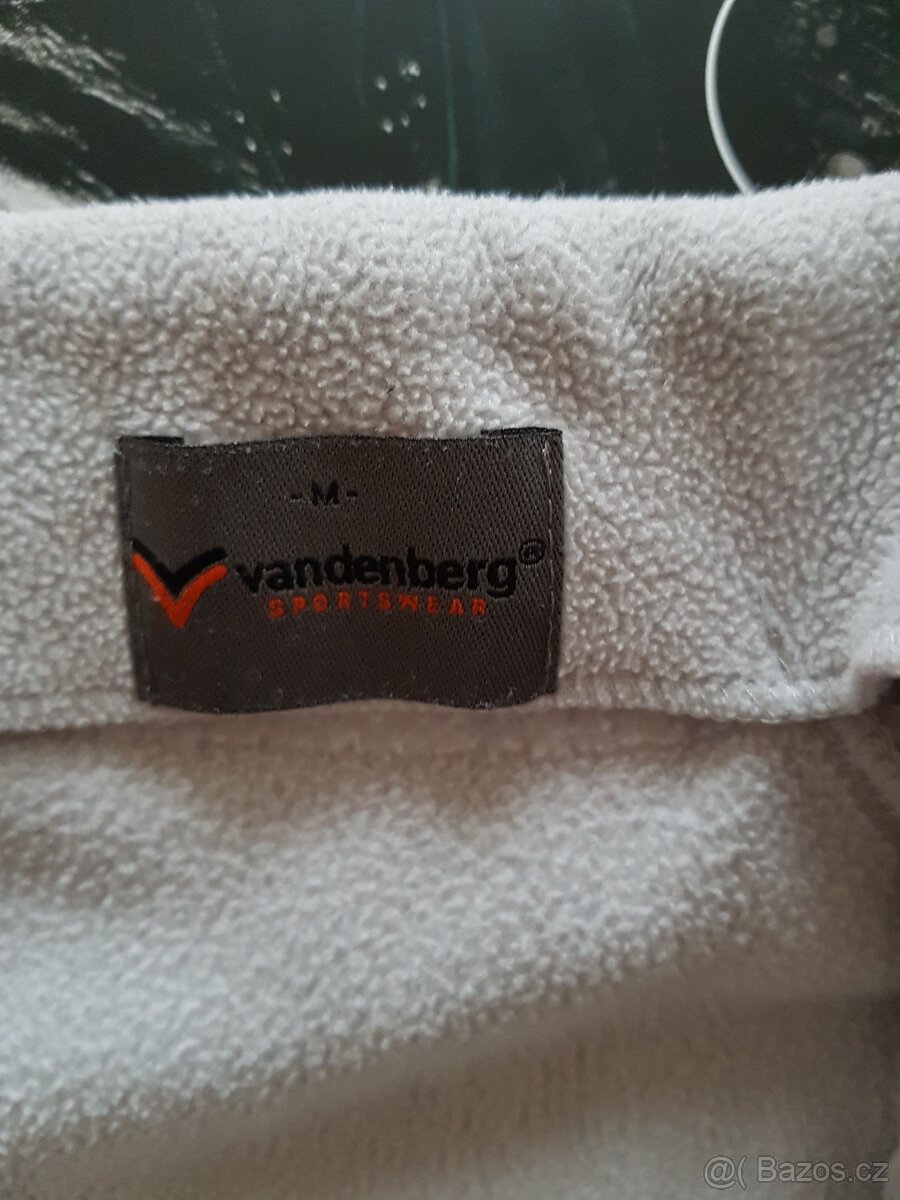 -M-
vandenberg®
SPORTSWEAR
@( Bazos.cz